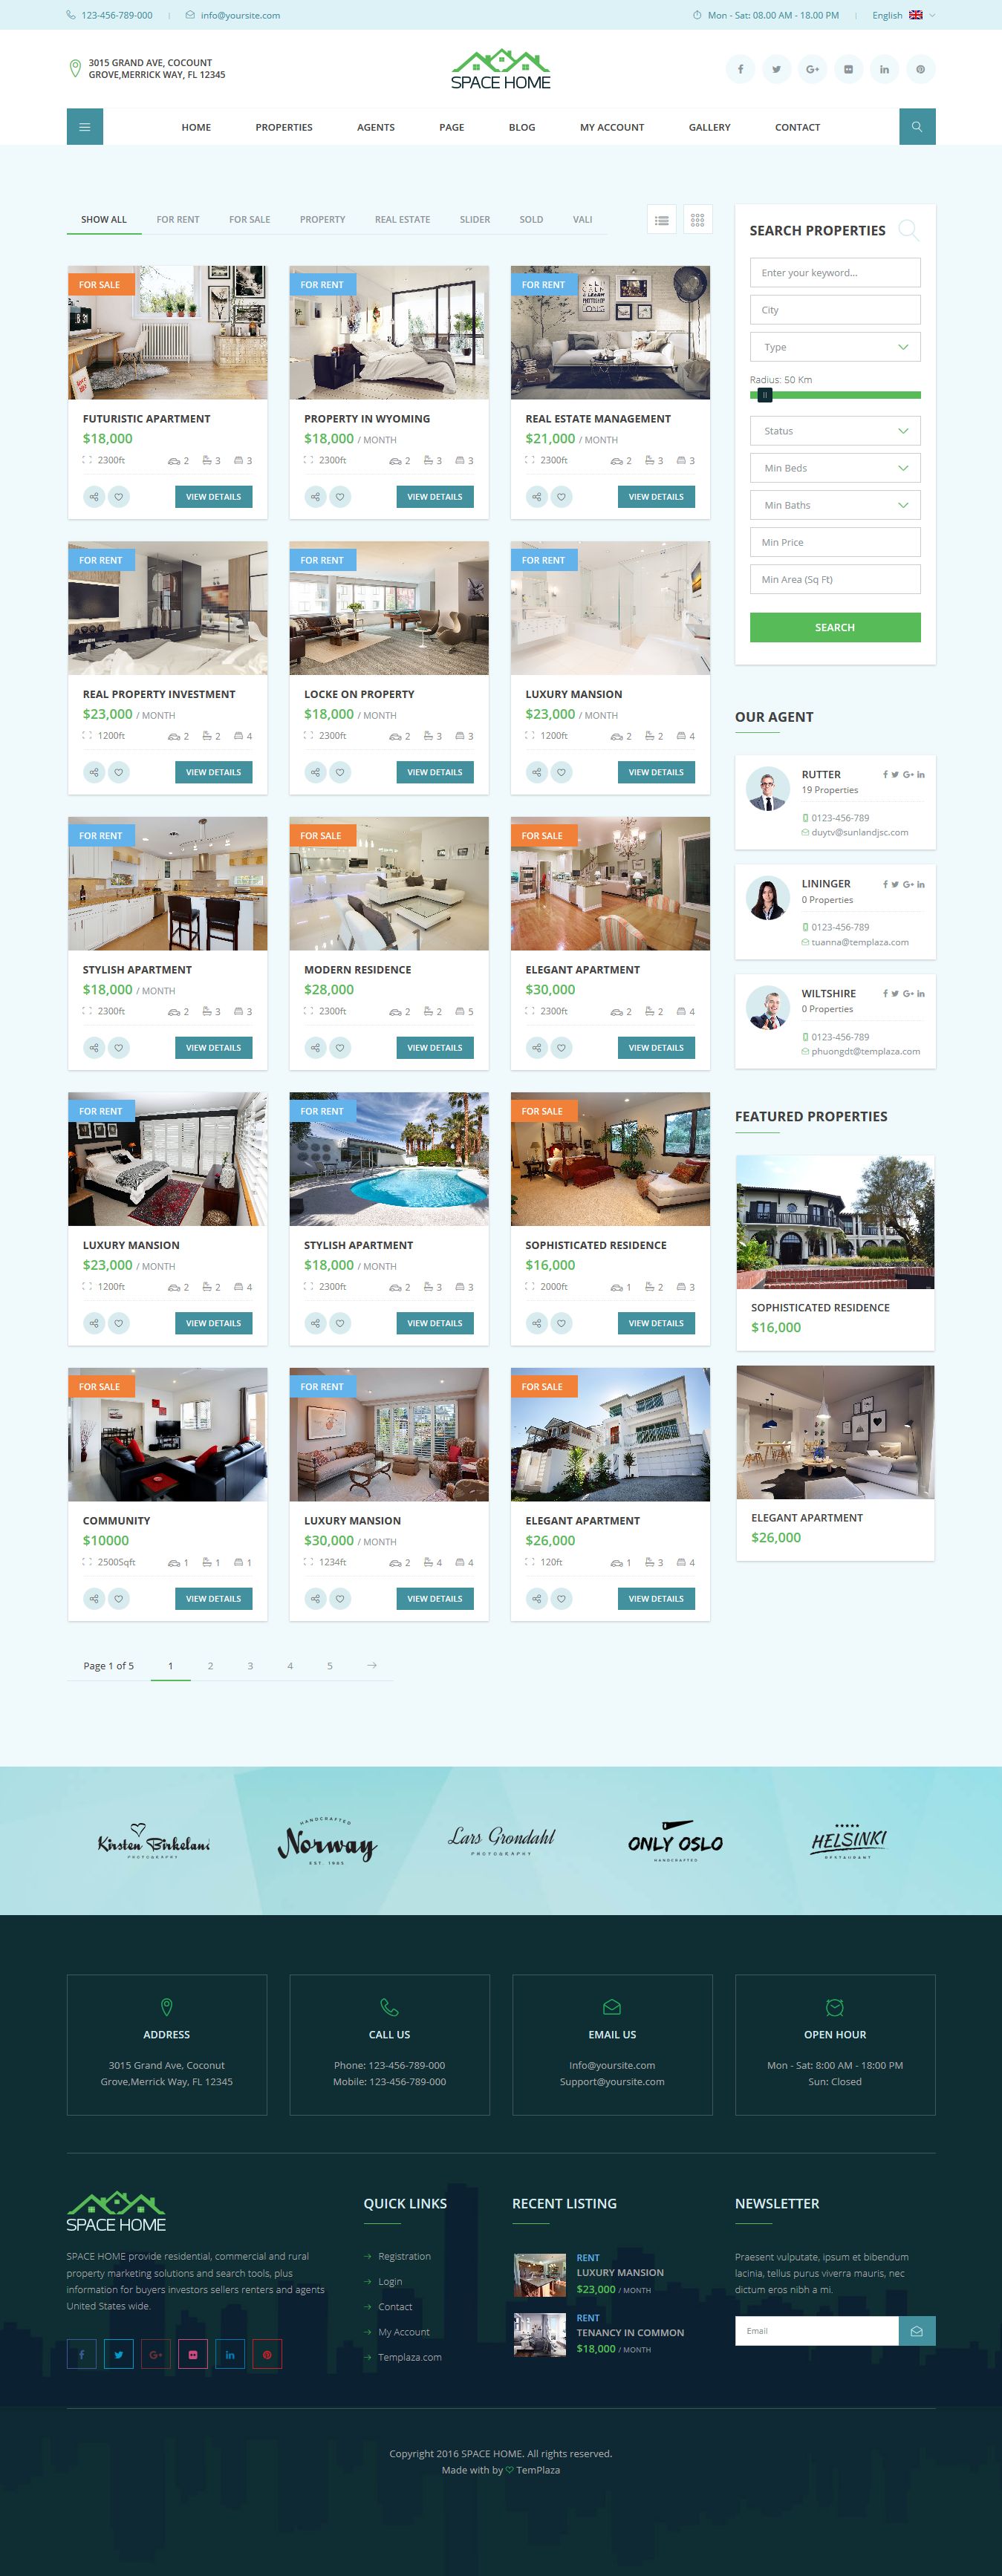 123-456-789-000 | info@yoursite.com
Mon - Sat: 08.00 AM - 18.00 PM | English
3015 GRAND AVE, COCOUNT
GROVE,MERRICK WAY, FL 12345
SPACE HOME
HOME PROPERTIES AGENTS PAGE BLOG MY ACCOUNT GALLERY CONTACT
SHOW ALL FOR RENT FOR SALE PROPERTY REAL ESTATE SLIDER SOLD VALI
FOR SALE
FUTURISTIC APARTMENT
$18,000
2300ft 2 3 3
VIEW DETAILS
FOR RENT
PROPERTY IN WYOMING
$18,000 / MONTH
2300ft 2 3 3
VIEW DETAILS
FOR RENT
REAL ESTATE MANAGEMENT
$21,000 / MONTH
2300ft 2 3 3
VIEW DETAILS
FOR RENT
REAL PROPERTY INVESTMENT
$23,000 / MONTH
1200ft 2 2 4
VIEW DETAILS
FOR RENT
LOCKE ON PROPERTY
$18,000 / MONTH
2300ft 2 3 3
VIEW DETAILS
FOR RENT
LUXURY MANSION
$23,000 / MONTH
1200ft 2 2 4
VIEW DETAILS
FOR RENT
STYLISH APARTMENT
$18,000 / MONTH
2300ft 2 3 3
VIEW DETAILS
FOR SALE
MODERN RESIDENCE
$28,000
2300ft 2 2 5
VIEW DETAILS
FOR SALE
ELEGANT APARTMENT
$30,000
2300ft 2 2 4
VIEW DETAILS
FOR RENT
LUXURY MANSION
$23,000 / MONTH
1200ft 2 2 4
VIEW DETAILS
FOR RENT
STYLISH APARTMENT
$18,000 / MONTH
2300ft 2 3 3
VIEW DETAILS
FOR SALE
SOPHISTICATED RESIDENCE
$16,000
2000ft 1 2 3
VIEW DETAILS
FOR SALE
COMMUNITY
$10000
2500Sqft 1 1 1
VIEW DETAILS
FOR RENT
LUXURY MANSION
$30,000 / MONTH
1234ft 2 4 4
VIEW DETAILS
FOR SALE
ELEGANT APARTMENT
$26,000
120ft 1 3 4
VIEW DETAILS
Page 1 of 5 1 2 3 4 5
SEARCH PROPERTIES
Enter your keyword...
City
Type
Radius: 50 Km
Status
Min Beds
Min Baths
Min Price
Min Area (Sq Ft)
SEARCH
OUR AGENT
RUTTER
19 Properties
0123-456-789
duytv@sunlandjsc.com
LININGER
0 Properties
0123-456-789
tuanna@templaza.com
WILTSHIRE
0 Properties
0123-456-789
phuongdt@templaza.com
FEATURED PROPERTIES
SOPHISTICATED RESIDENCE
$16,000
ELEGANT APARTMENT
$26,000
Kirsten Birkeland
PHOTOGRAPHY
HANDCRAFTED
Norway
EST. 1985
Lars Grondahl
PHOTOGRAPHY
ONLY OSLO
HANDCRAFTED
HELSINKI
RESTAURANT
ADDRESS
3015 Grand Ave, Coconut
Grove,Merrick Way, FL 12345
CALL US
Phone: 123-456-789-000
Mobile: 123-456-789-000
EMAIL US
Info@yoursite.com
Support@yoursite.com
OPEN HOUR
Mon - Sat: 8:00 AM - 18:00 PM
Sun: Closed
SPACE HOME
SPACE HOME provide residential, commercial and rural
property marketing solutions and search tools, plus
information for buyers investors sellers renters and agents
United States wide.
QUICK LINKS
Registration
Login
Contact
My Account
Templaza.com
RECENT LISTING
RENT
LUXURY MANSION
$23,000 / MONTH
RENT
TENANCY IN COMMON
$18,000 / MONTH
NEWSLETTER
Praesent vulputate, ipsum et bibendum
lacinia, tellus purus viverra mauris, nec
dictum eros nibh a mi.
Email
Copyright 2016 SPACE HOME. All rights reserved.
Made with by TemPlaza